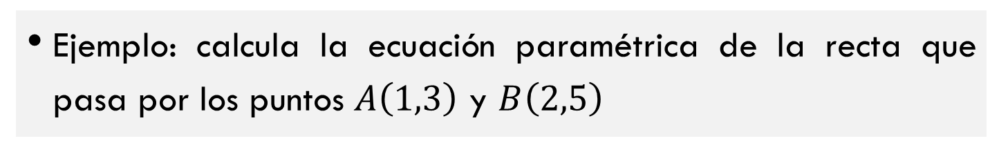 • Ejemplo: calcula la ecuación paramétrica de la recta que
pasa por los puntos A(1,3) y B(2,5)